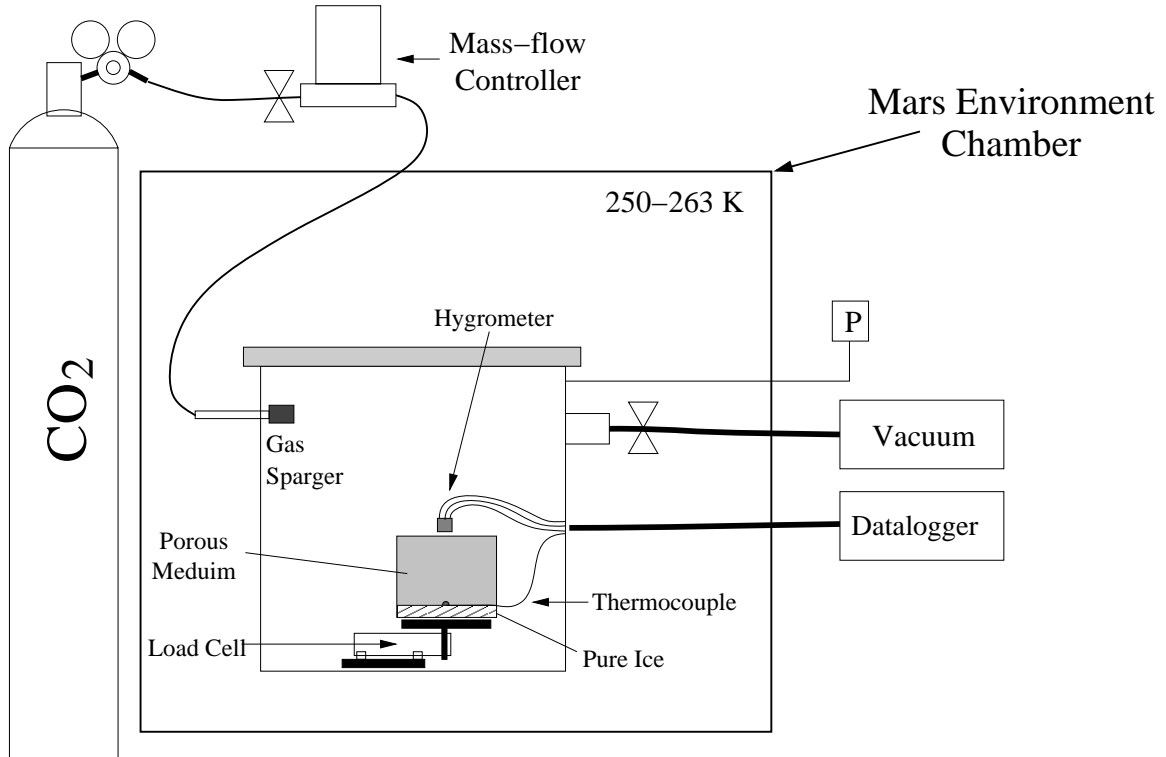 Mass−flow
Controller
Mars Environment
Chamber
250−263 K
Hygrometer
P
CO2
Gas
Sparger
Vacuum
Datalogger
Porous
Meduim
Thermocouple
Load Cell
Pure Ice